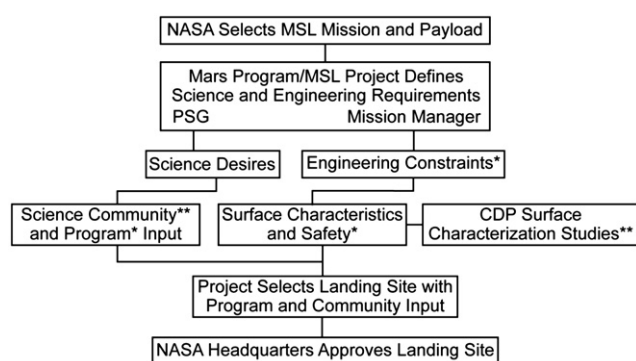 NASA Selects MSL Mission and Payload
Mars Program/MSL Project Defines
Science and Engineering Requirements
PSG Mission Manager
Science Desires
Engineering Constraints*
Science Community**
and Program* Input
Surface Characteristics
and Safety*
CDP Surface
Characterization Studies**
Project Selects Landing Site with
Program and Community Input
NASA Headquarters Approves Landing Site